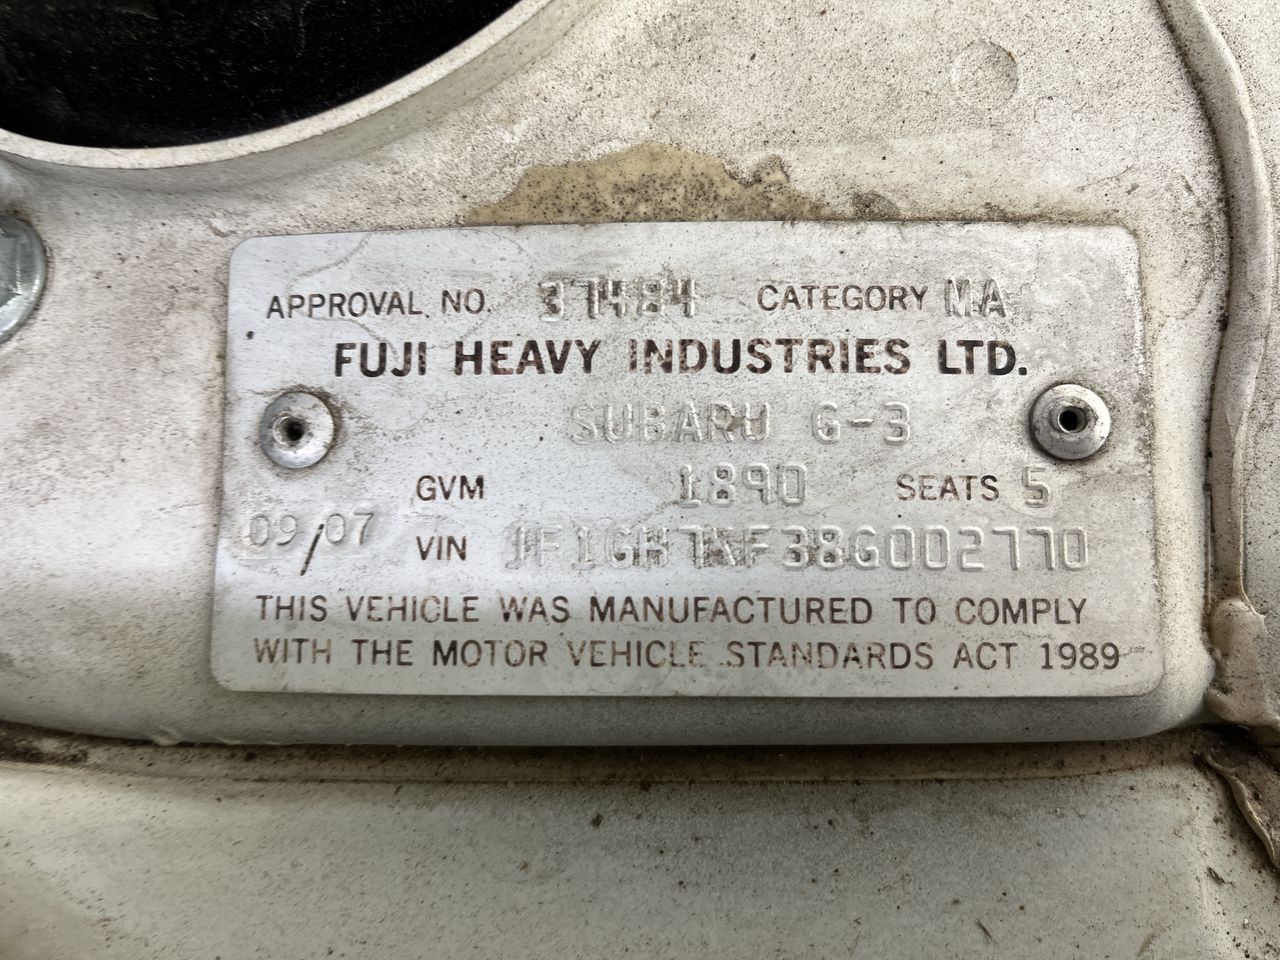 APPROVAL NO. 37484 CATEGORY MA
FUJI HEAVY INDUSTRIES LTD.
SUBARU G-3
GVM 1890 SEATS 5
09/07 VIN JF1GH7KF38G002770
THIS VEHICLE WAS MANUFACTURED TO COMPLY
WITH THE MOTOR VEHICLE STANDARDS ACT 1989